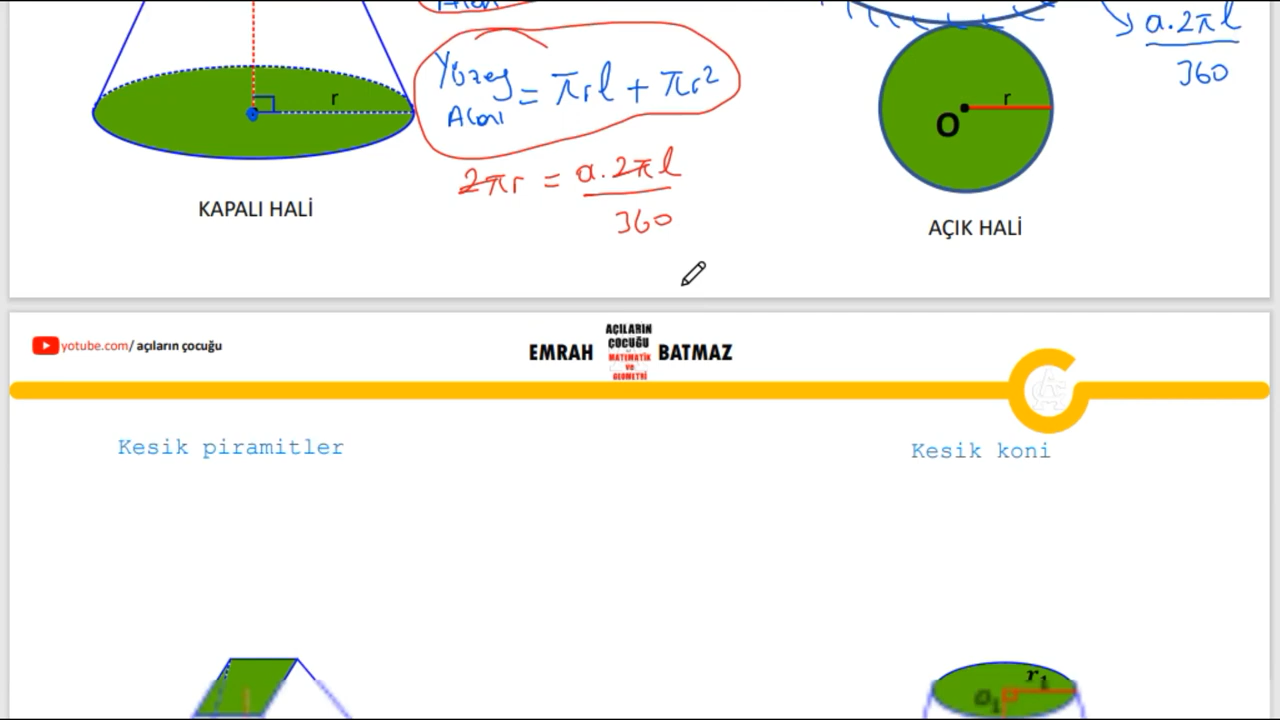 Yüzey Alanı = πrl + πr²
2πr = a.2πl
360
r
KAPALI HALİ
a.2πl
360
r
O
AÇIK HALİ
yotube.com/ açıların çocuğu
EMRAH
AÇILARIN
ÇOCUĞU
MATEMATİK
ve
GEOMETRİ
BATMAZ
Kesik piramitler
Kesik koni
r₁
O₁